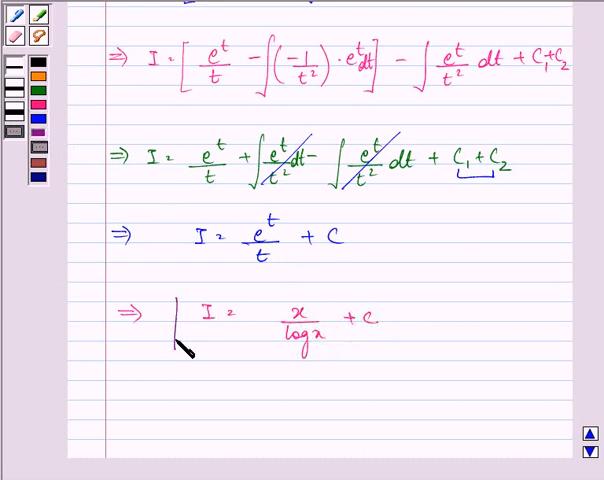 ⇒ I = [ e^t/t − ∫(−1/t²) · e^t dt ] − ∫ e^t/t² dt + C₁ + C₂
⇒ I = e^t/t + ∫ e^t/t² dt − ∫ e^t/t² dt + C₁ + C₂
⇒ I = e^t/t + C
⇒ I = x/log x + c